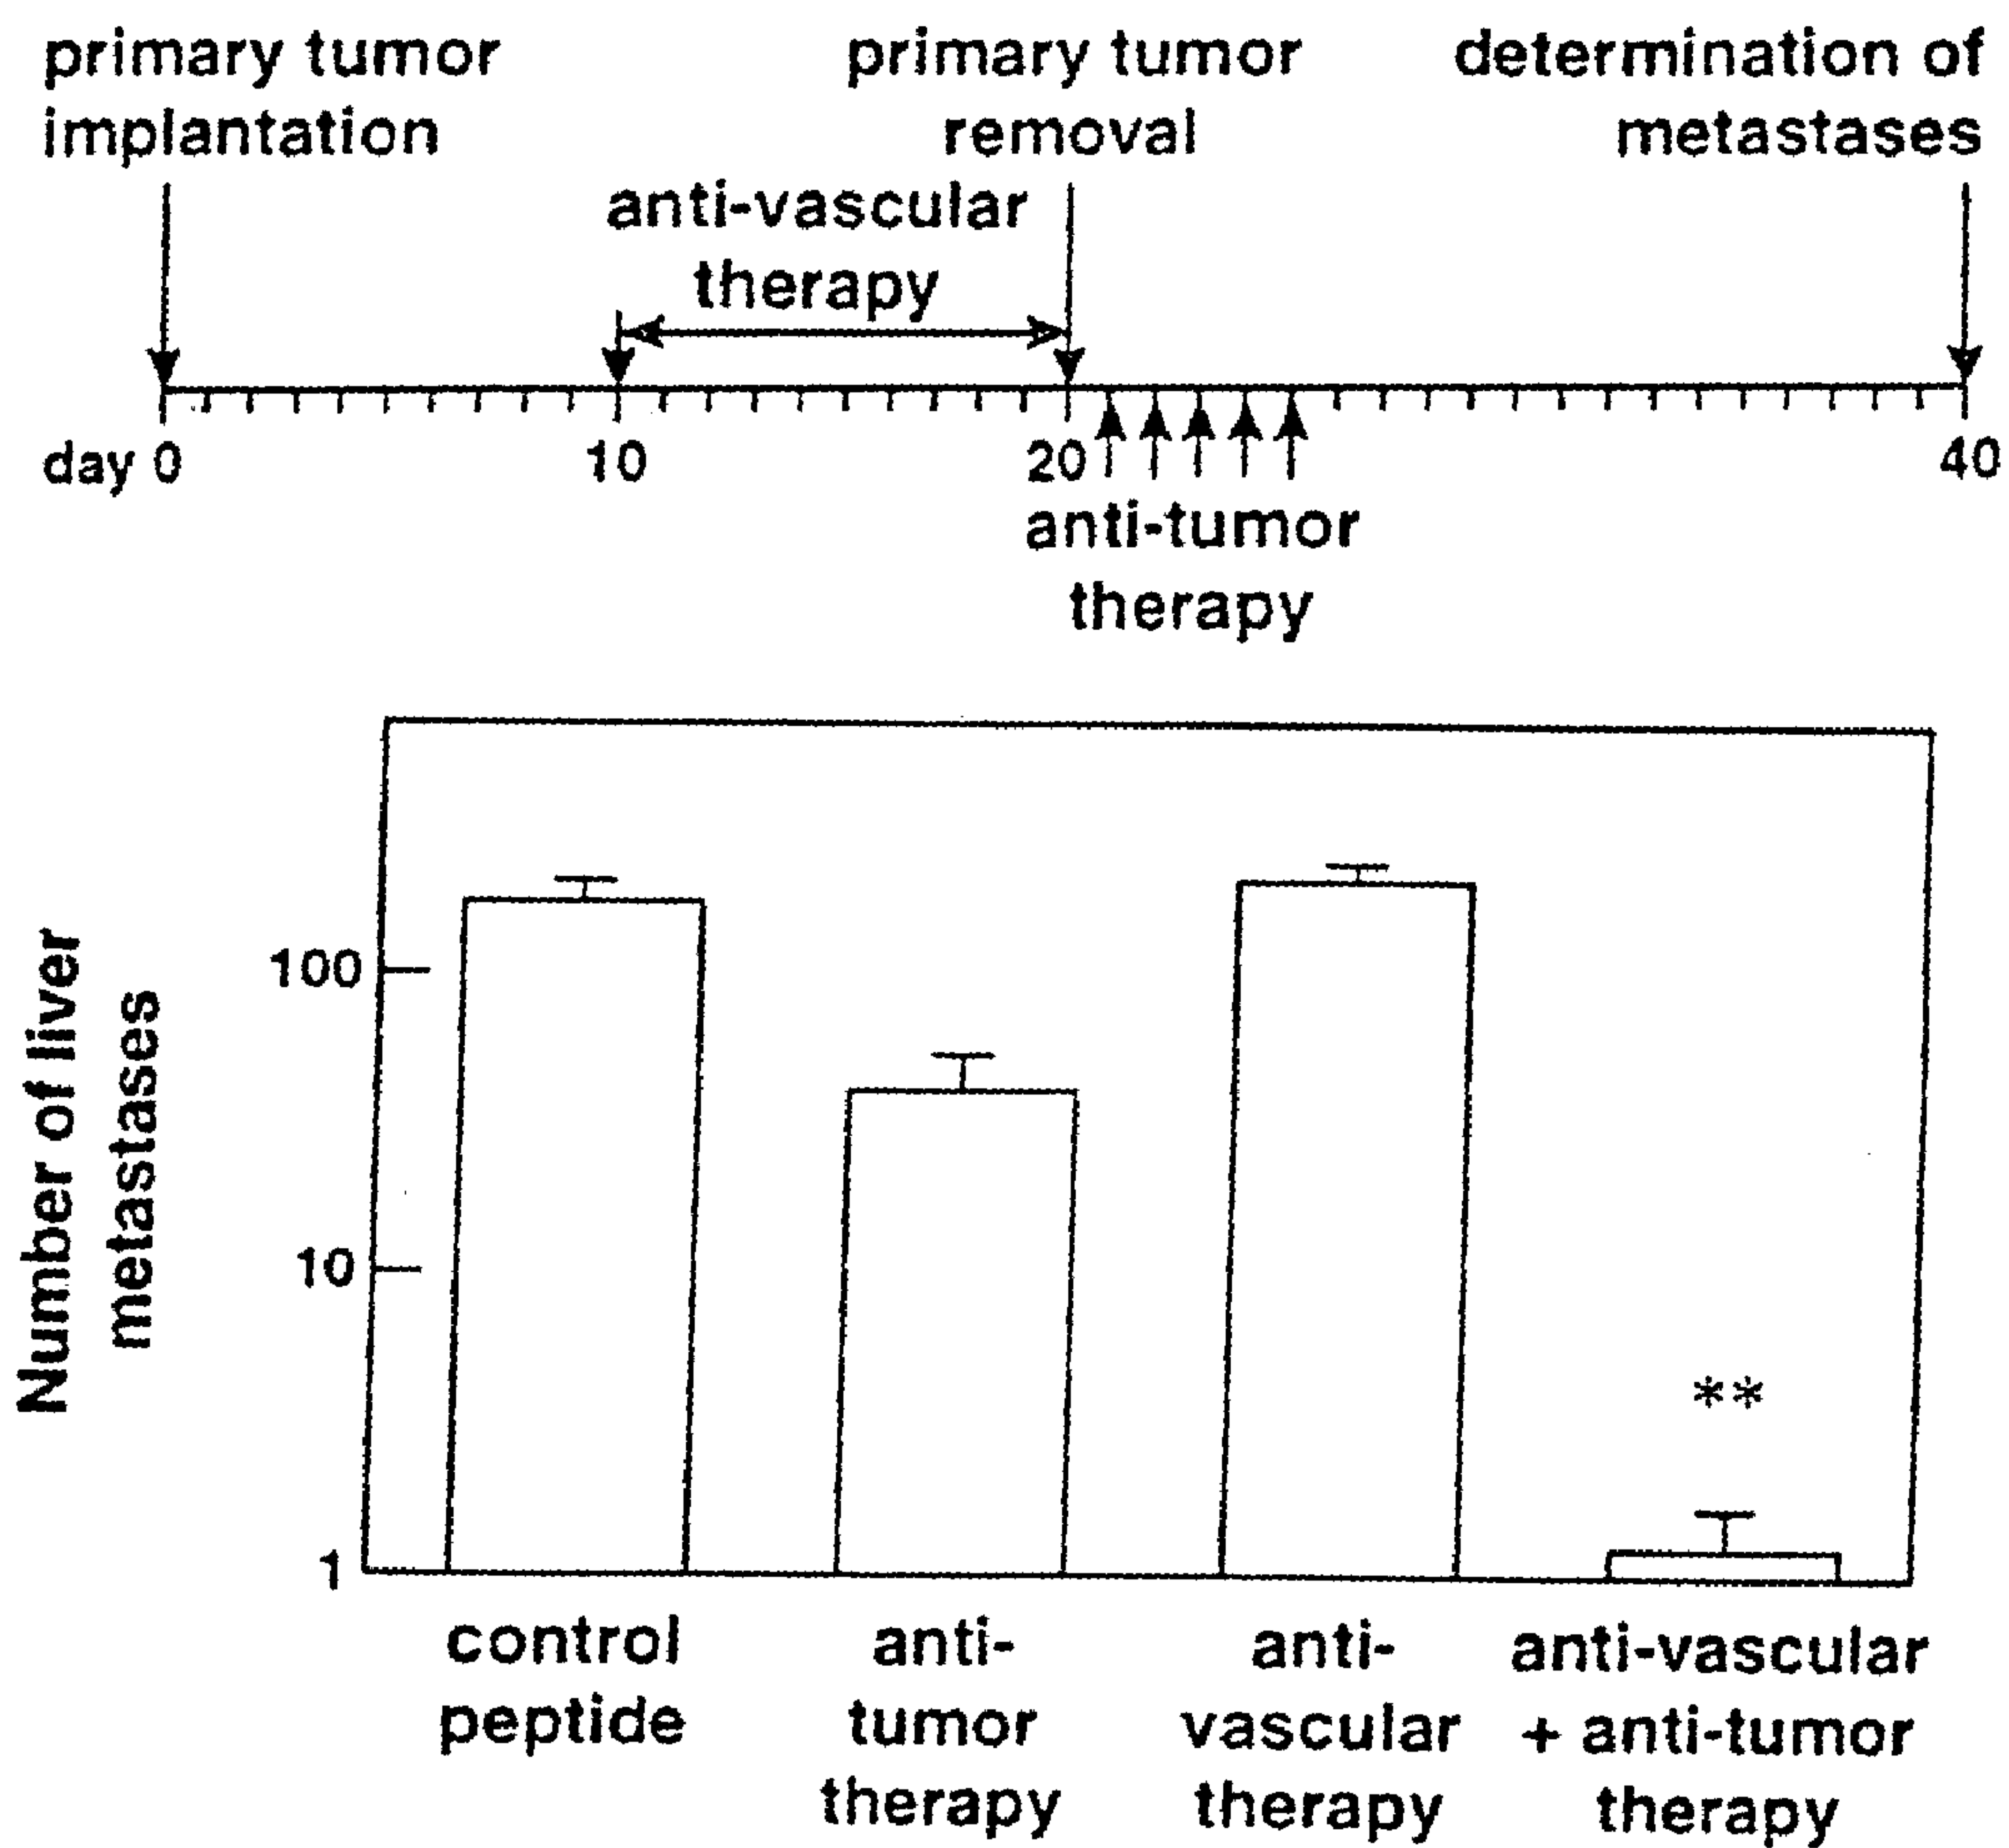 primary tumor
implantation
primary tumor
removal
determination of
metastases
anti-vascular
therapy
day 0
10
20
40
anti-tumor
therapy
Number of liver
metastases
100
10
1
**
control
peptide
anti-
tumor
therapy
anti-
vascular
therapy
anti-vascular
+ anti-tumor
therapy